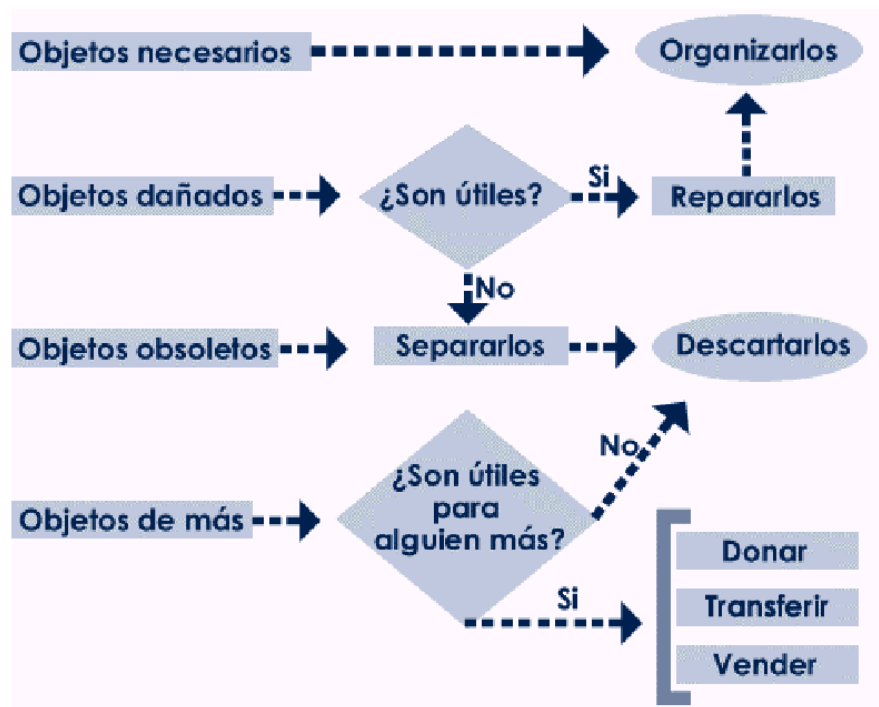 Objetos necesarios
Organizarlos
Objetos dañados
¿Son útiles?
Si
Repararlos
No
Objetos obsoletos
Separarlos
Descartarlos
Objetos de más
¿Son útiles
para
alguien más?
No
Si
Donar
Transferir
Vender